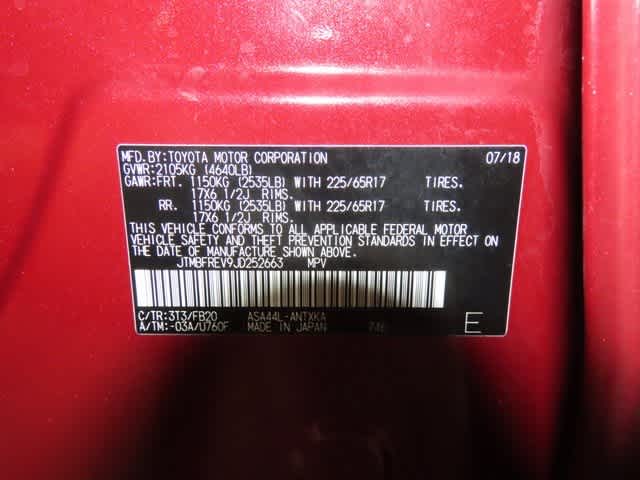 MFD.BY:TOYOTA MOTOR CORPORATION 07/18
GVWR:2105KG (4640LB)
GAWR:FRT. 1150KG (2535LB) WITH 225/65R17 TIRES.
17X6 1/2J RIMS.
RR. 1150KG (2535LB) WITH 225/65R17 TIRES.
17X6 1/2J RIMS.
THIS VEHICLE CONFORMS TO ALL APPLICABLE FEDERAL MOTOR
VEHICLE SAFETY AND THEFT PREVENTION STANDARDS IN EFFECT
ON THE DATE OF MANUFACTURE SHOWN ABOVE.
JTMBFREV9JD252663 MPV
C/TR:3T3/FB20 ASA44L-ANTXKA
A/TM:-03A/U760F MADE IN JAPAN E